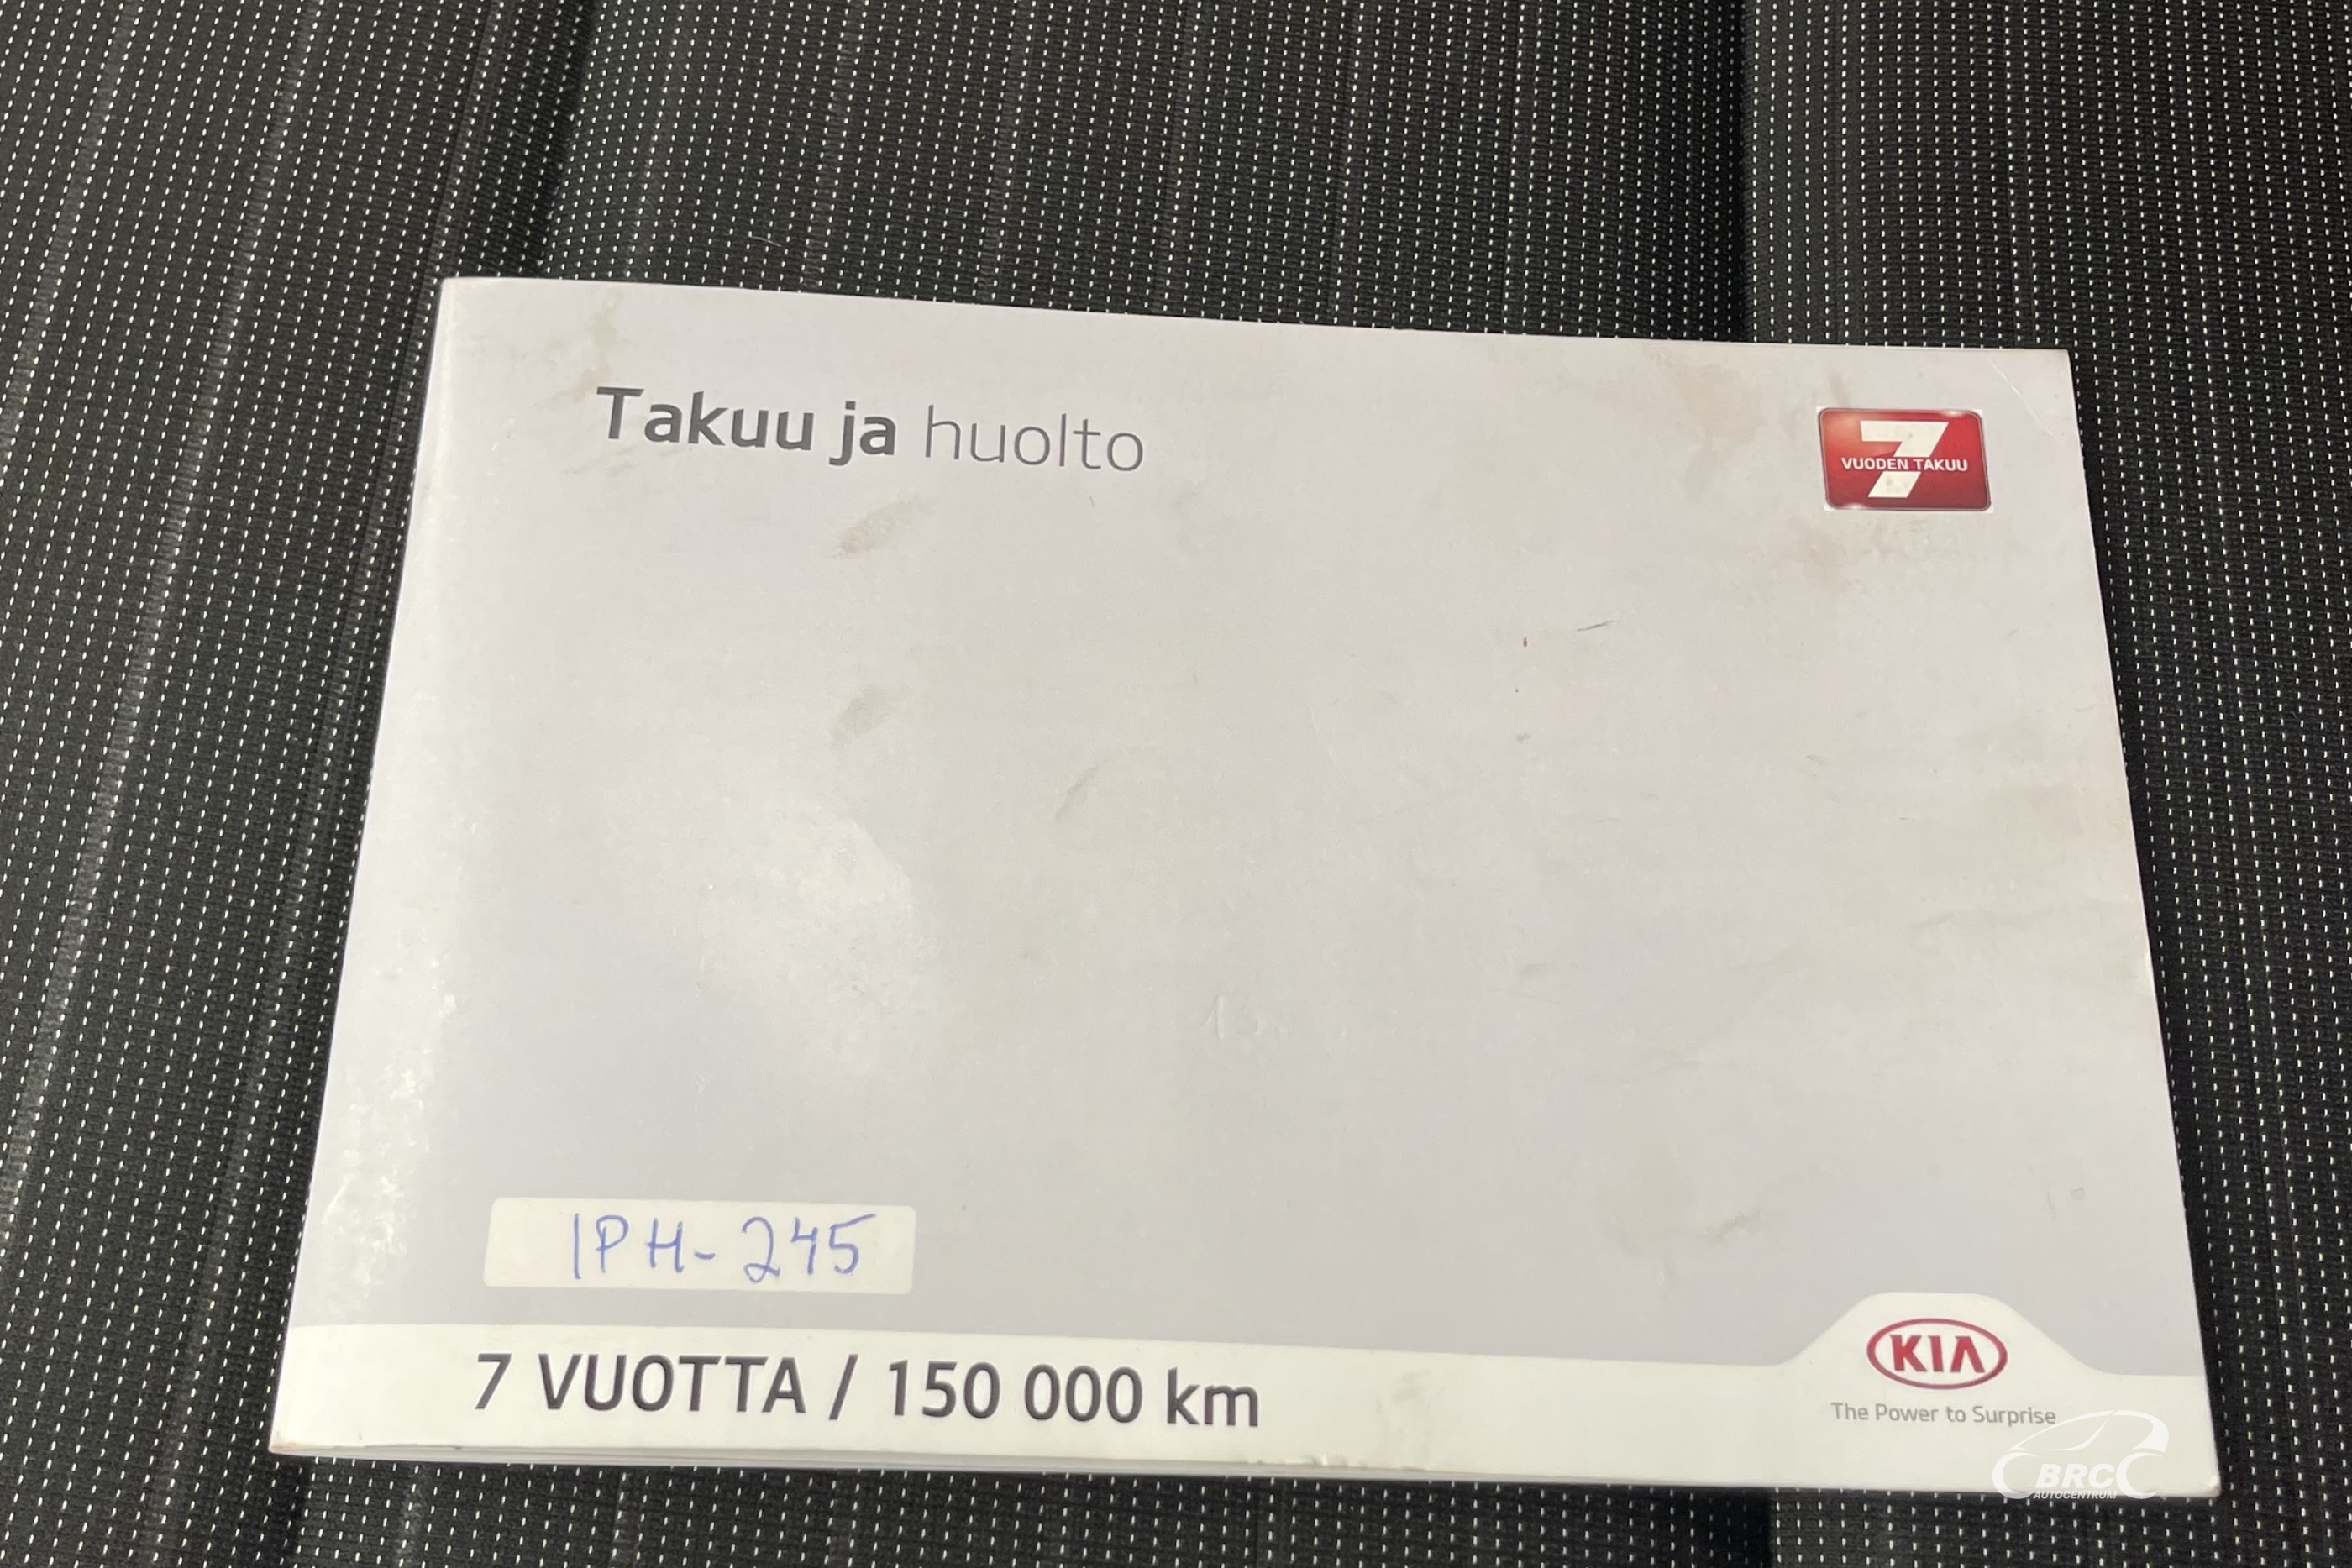 Takuu ja huolto
7
VUODEN TAKUU
IPH-245
7 VUOTTA / 150 000 km
KIA
The Power to Surprise
BRC
AUTOCENTRUM